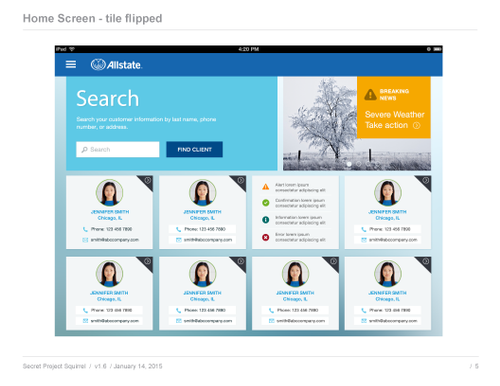 Home Screen - tile flipped
iPad
4:20 PM
Allstate
Search
Search your customer information by last name, phone
number, or address.
Search
FIND CLIENT
BREAKING
NEWS
Severe Weather
Take action
JENNIFER SMITH
Chicago, IL
Phone: 123 456 7890
smith@abccompany.com
JENNIFER SMITH
Chicago, IL
Phone: 123 456 7890
smith@abccompany.com
Alert lorem ipsum
consectetur adipiscing elit
Confirmation lorem ipsum
consectetur adipiscing elit
Information lorem ipsum
consectetur adipiscing elit
Error lorem ipsum
consectetur adipiscing elit
JENNIFER SMITH
Chicago, IL
Phone: 123 456 7890
smith@abccompany.com
JENNIFER SMITH
Chicago, IL
Phone: 123 456 7890
smith@abccompany.com
JENNIFER SMITH
Chicago, IL
Phone: 123 456 7890
smith@abccompany.com
JENNIFER SMITH
Chicago, IL
Phone: 123 456 7890
smith@abccompany.com
JENNIFER SMITH
Chicago, IL
Phone: 123 456 7890
smith@abccompany.com
Secret Project Squirrel / v1.6 / January 14, 2015
/ 5